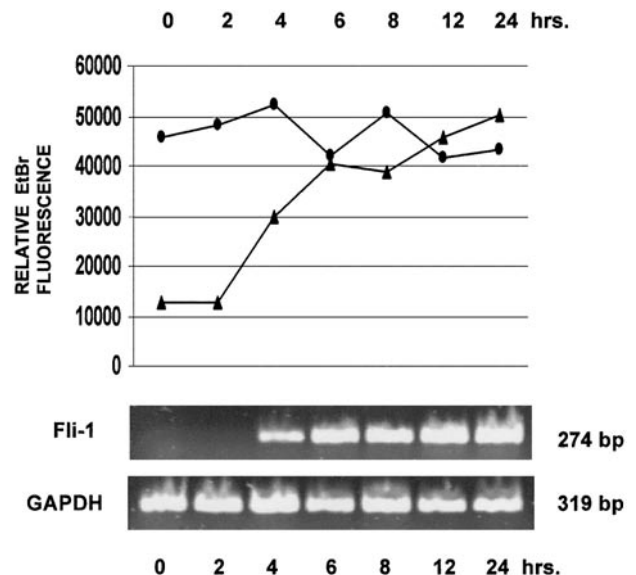 0 2 4 6 8 12 24 hrs.
60000
50000
40000
30000
20000
10000
0
RELATIVE EtBr
FLUORESCENCE
Fli-1 274 bp
GAPDH 319 bp
0 2 4 6 8 12 24 hrs.